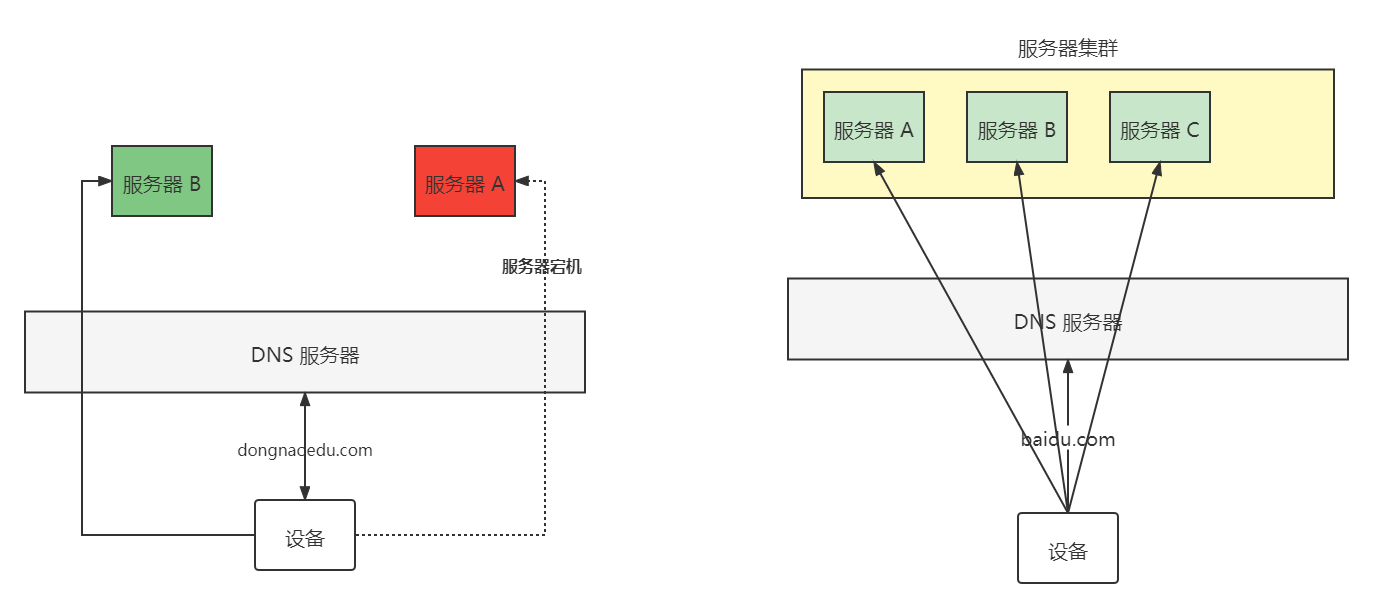 服务器 B
服务器 A
服务器宕机
DNS 服务器
dongnaoedu.com
设备
服务器集群
服务器 A
服务器 B
服务器 C
DNS 服务器
baidu.com
设备